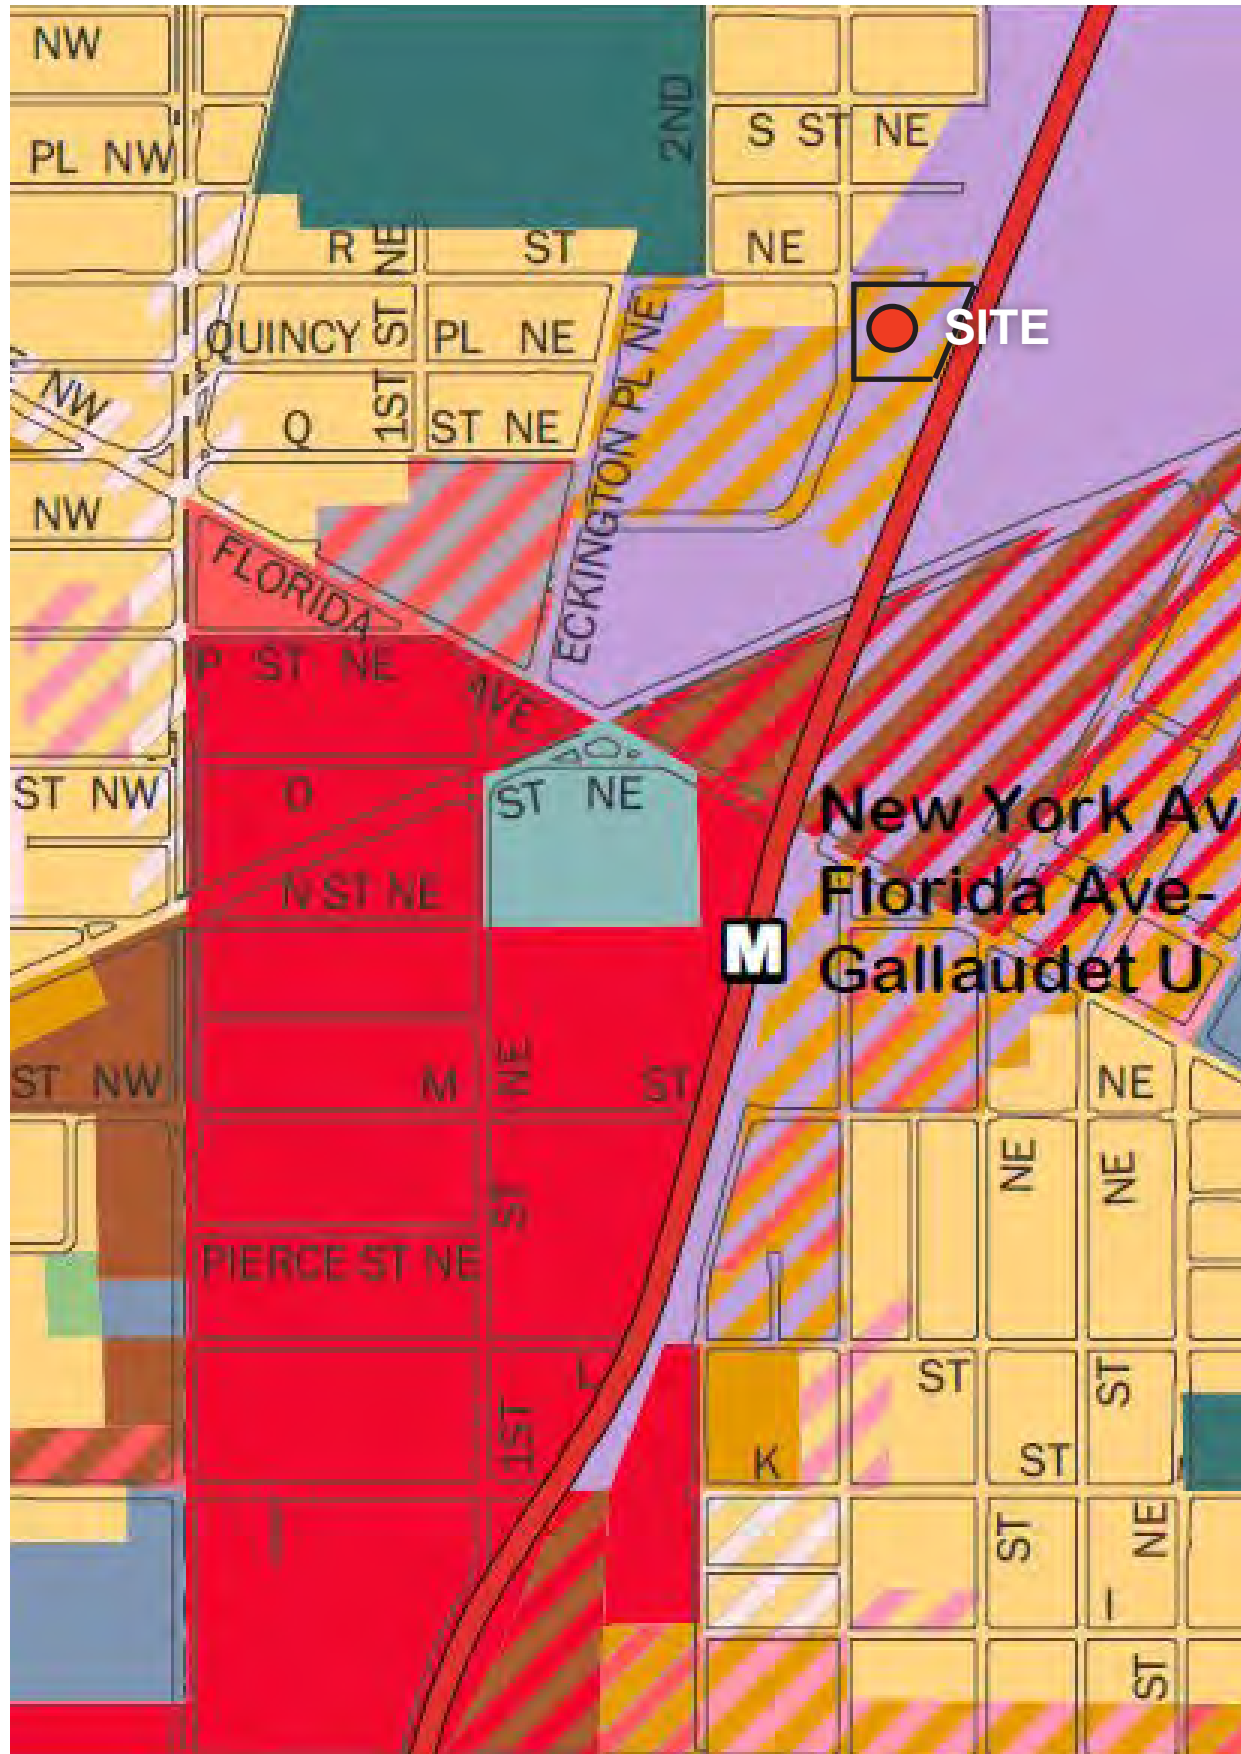 NW
2ND
S ST NE
PL NW
R
1ST ST NE
ST
NE
QUINCY
PL NE
ECKINGTON PL NE
SITE
NW
Q
1ST
ST NE
NW
FLORIDA
AVE
P ST NE
ST NW
O
ST NE
New York Av
Florida Ave-
Gallaudet U
N ST NE
M
ST NW
M
NE
ST
NE
NE
NE
ST
PIERCE ST NE
L
ST
ST
1ST
K
ST
I
ST
NE
I
ST